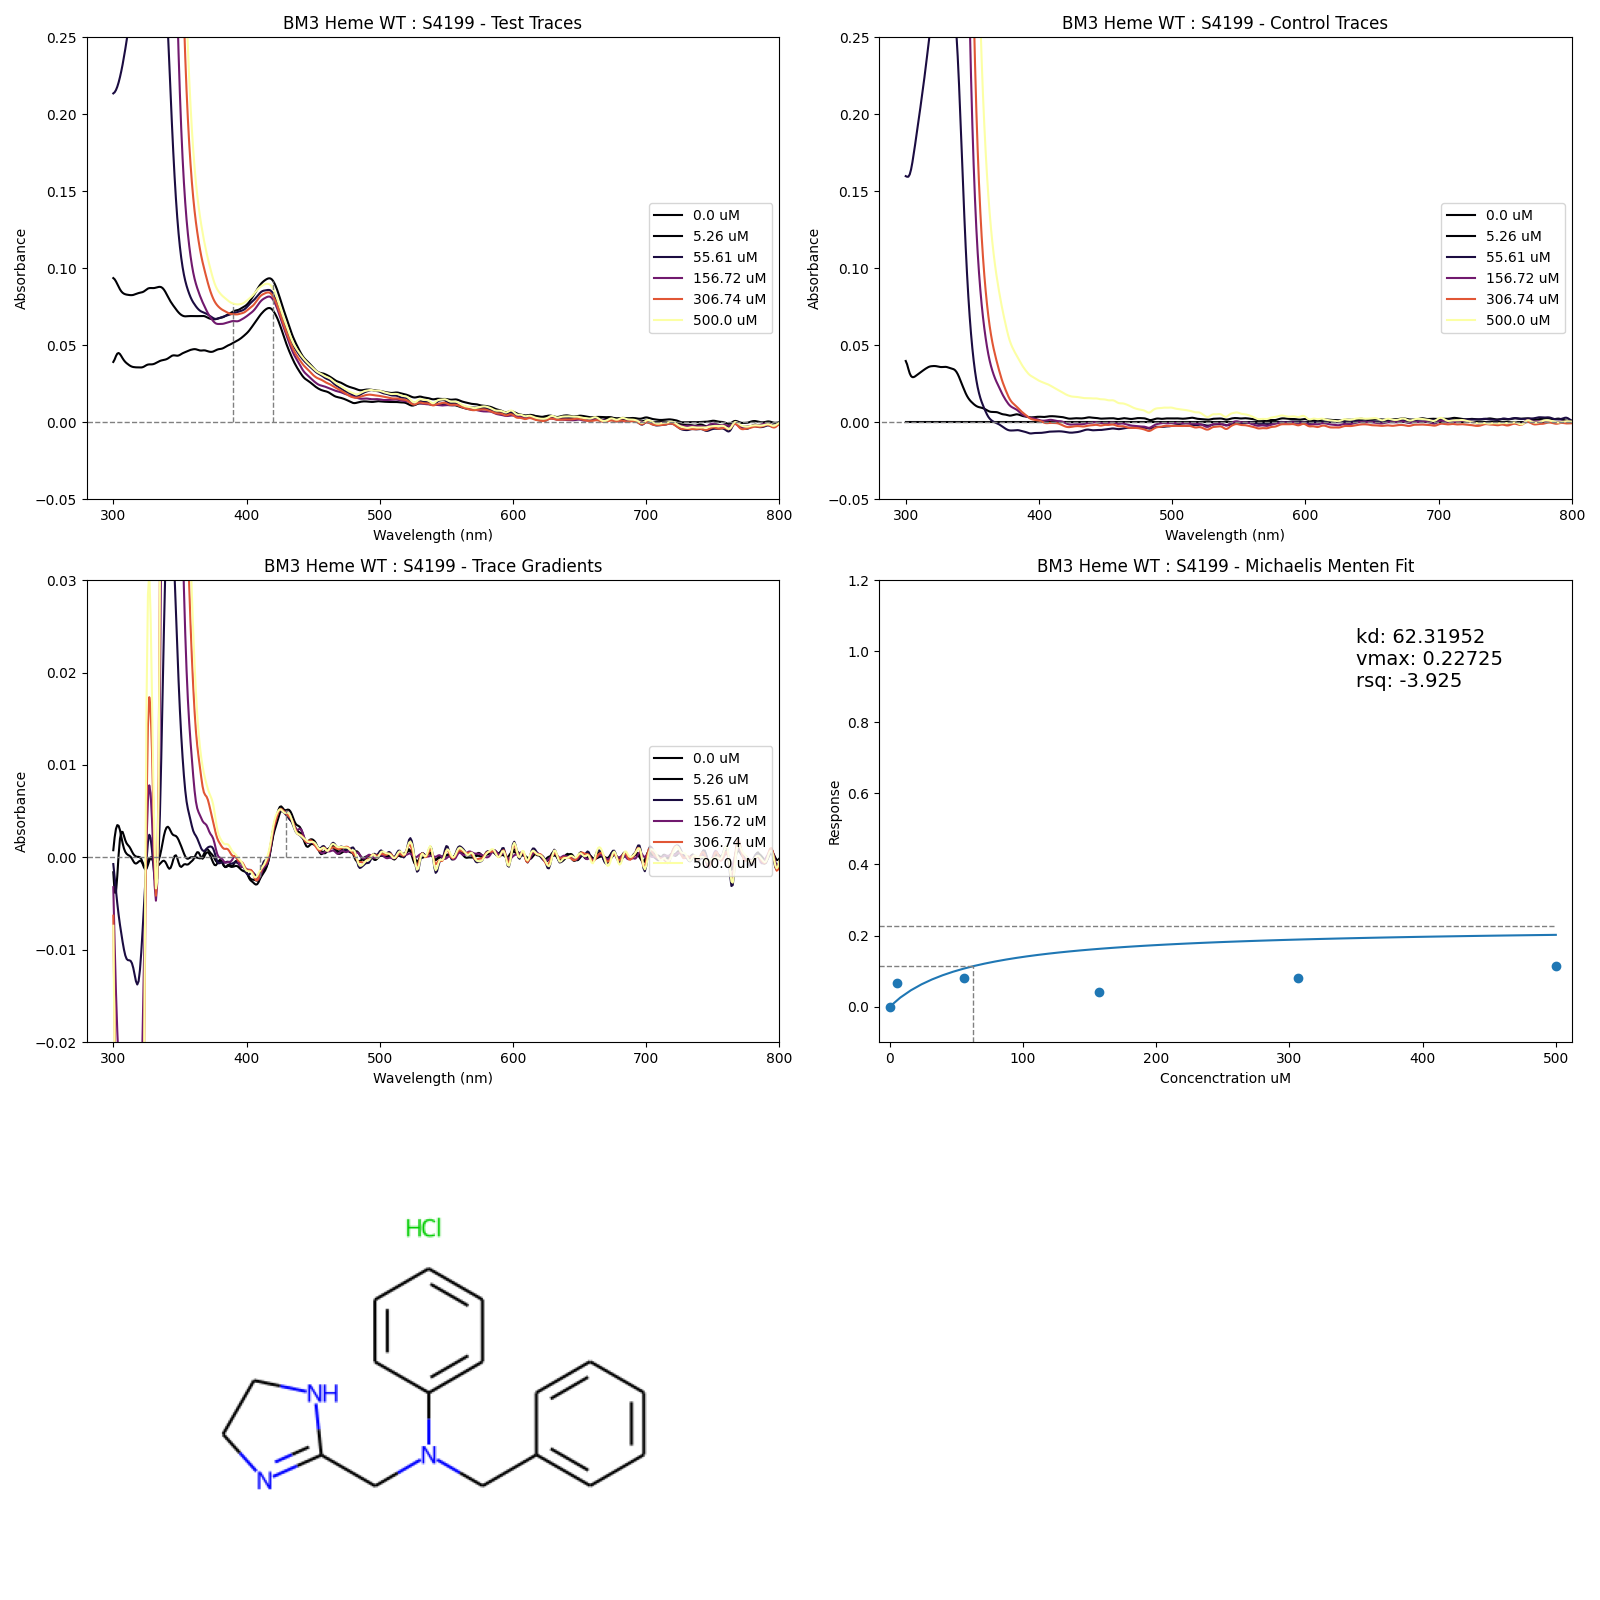 BM3 Heme WT : S4199 - Test Traces
Absorbance
0.25
0.20
0.15
0.10
0.05
0.00
−0.05
0.0 uM
5.26 uM
55.61 uM
156.72 uM
306.74 uM
500.0 uM
300
400
500
600
700
800
Wavelength (nm)
BM3 Heme WT : S4199 - Control Traces
Absorbance
0.25
0.20
0.15
0.10
0.05
0.00
−0.05
0.0 uM
5.26 uM
55.61 uM
156.72 uM
306.74 uM
500.0 uM
300
400
500
600
700
800
Wavelength (nm)
BM3 Heme WT : S4199 - Trace Gradients
Absorbance
0.03
0.02
0.01
0.00
−0.01
−0.02
0.0 uM
5.26 uM
55.61 uM
156.72 uM
306.74 uM
500.0 uM
300
400
500
600
700
800
Wavelength (nm)
BM3 Heme WT : S4199 - Michaelis Menten Fit
Response
1.2
1.0
0.8
0.6
0.4
0.2
0.0
kd: 62.31952
vmax: 0.22725
rsq: -3.925
0
100
200
300
400
500
Concenctration uM
HCl
NH
N
N